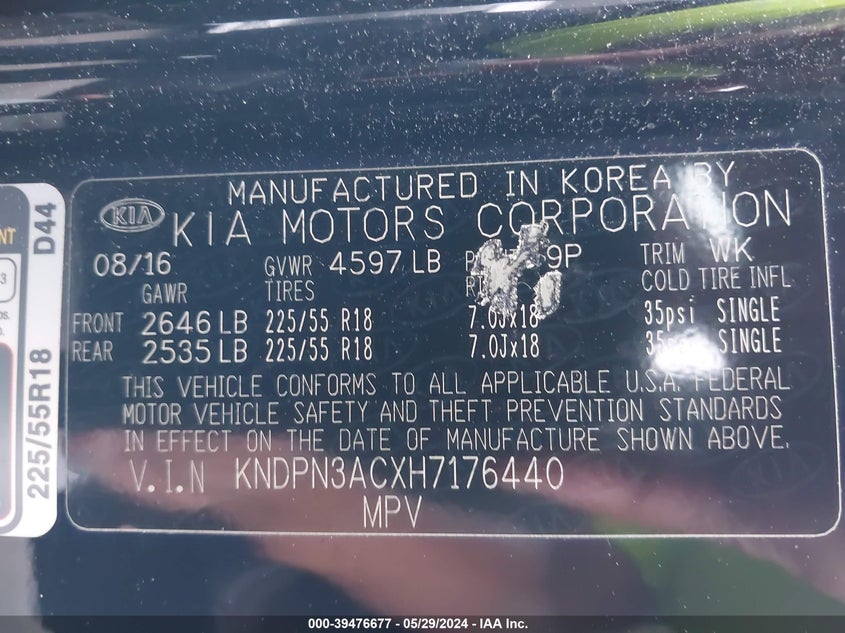 MANUFACTURED IN KOREA BY
KIA KIA MOTORS CORPORATION
08/16 GVWR 4597 LB 9P TRIM WK
GAWR TIRES COLD TIRE INFL
FRONT 2646 LB 225/55 R18 7.0Jx18 35psi SINGLE
REAR 2535 LB 225/55 R18 7.0Jx18 SINGLE
THIS VEHICLE CONFORMS TO ALL APPLICABLE U.S.A. FEDERAL
MOTOR VEHICLE SAFETY AND THEFT PREVENTION STANDARDS
IN EFFECT ON THE DATE OF MANUFACTURE SHOWN ABOVE.
V.I.N KNDPN3ACXH7176440
MPV
225/55R18 D44
000-39476677 - 05/29/2024 - IAA Inc.